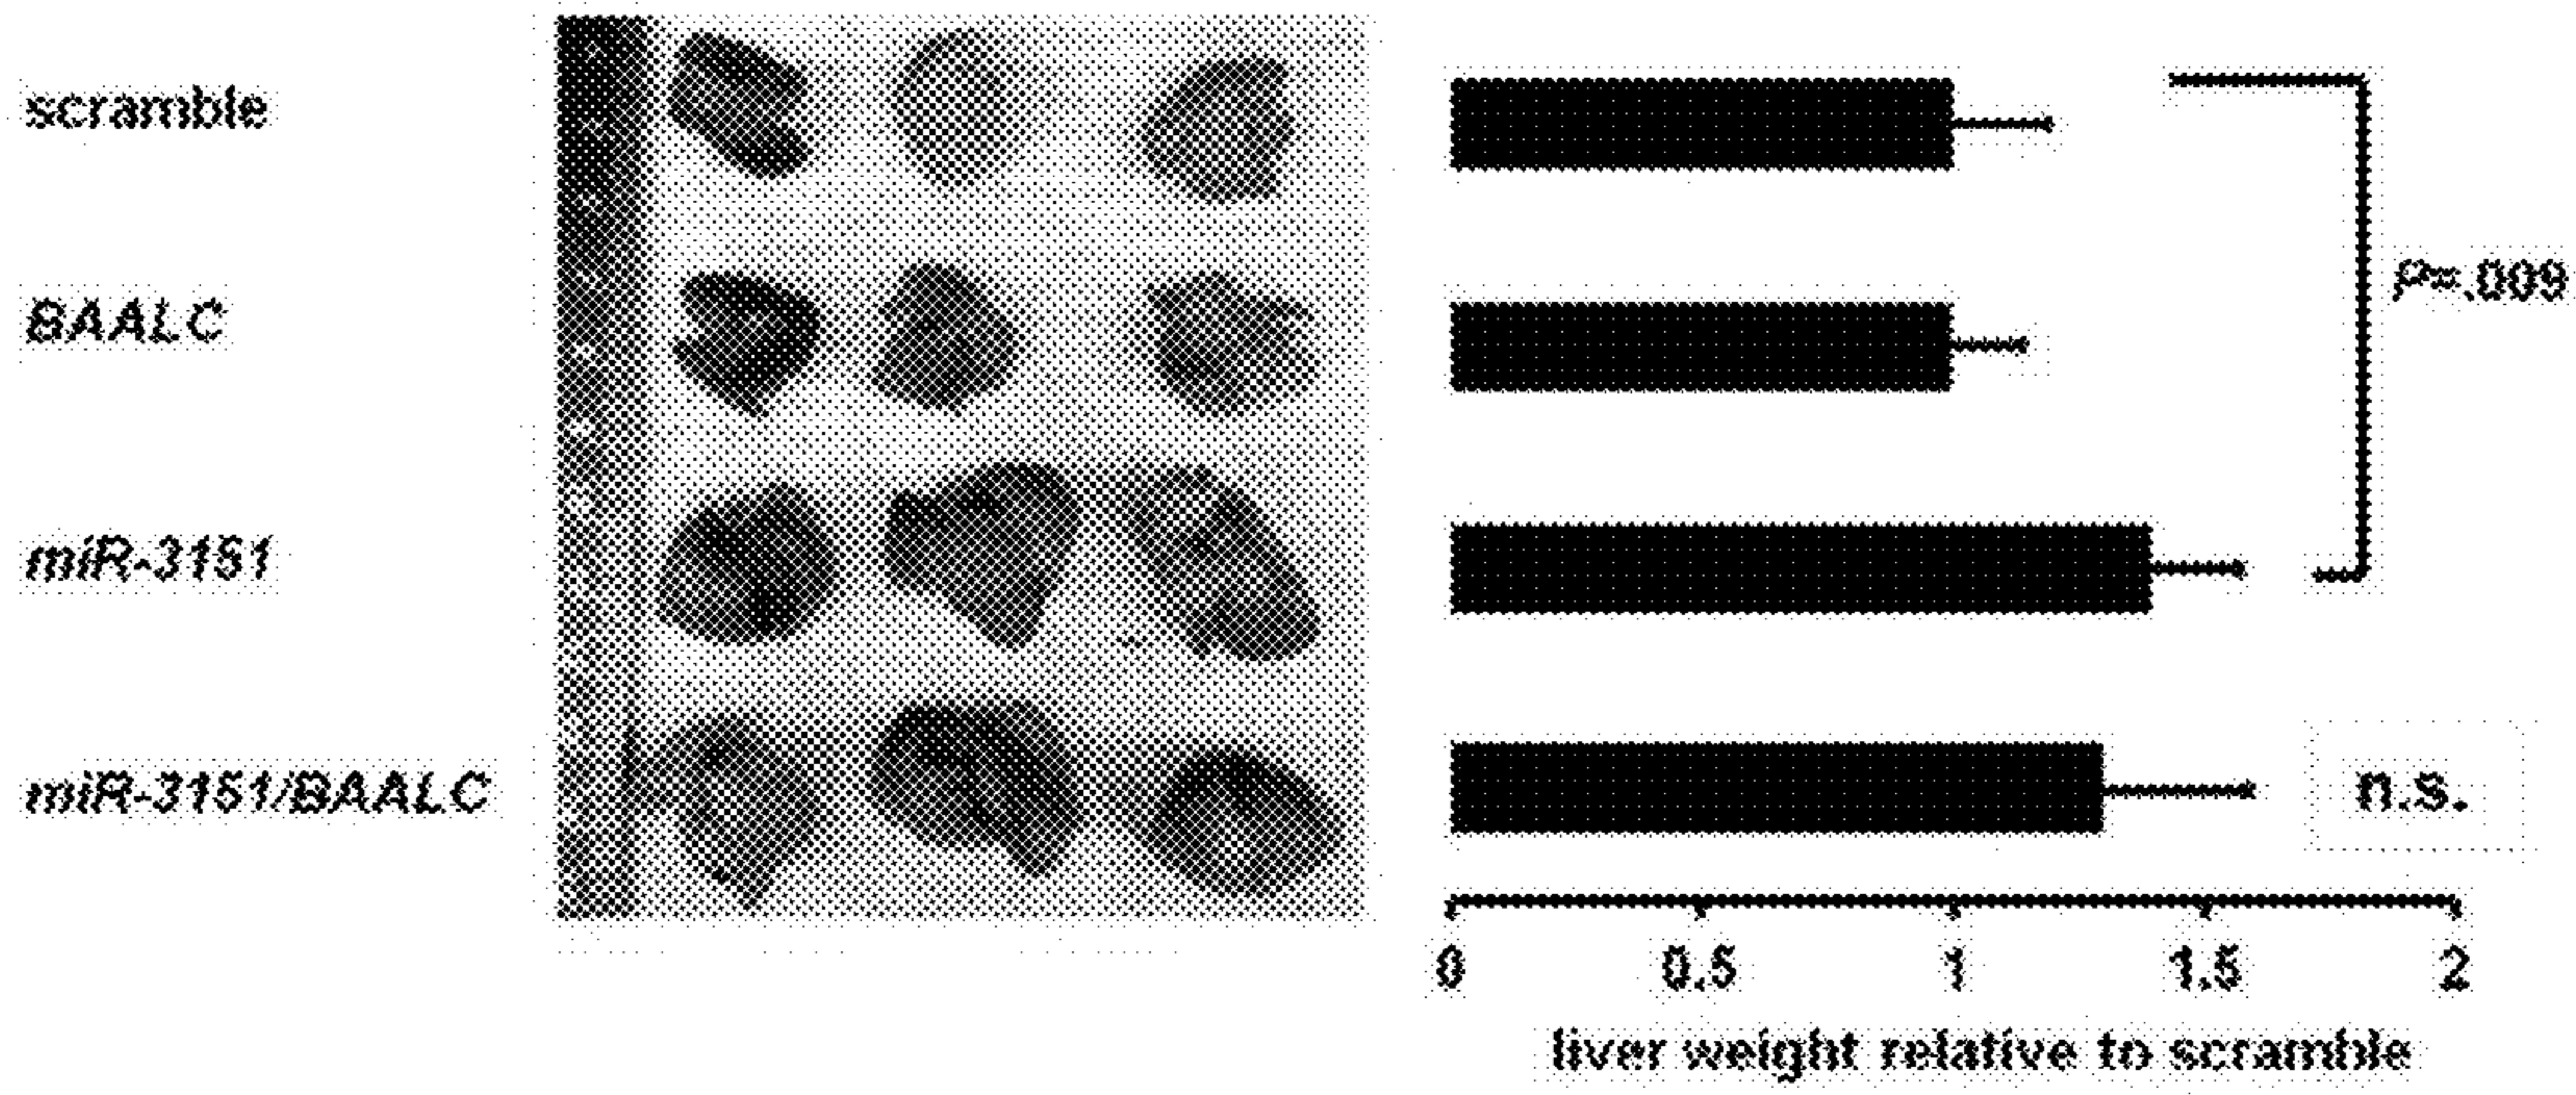 scramble
BAALC
P=.009
miR-3151
miR-3151/BAALC
n.s.
0 0.5 1 1.5 2
liver weight relative to scramble